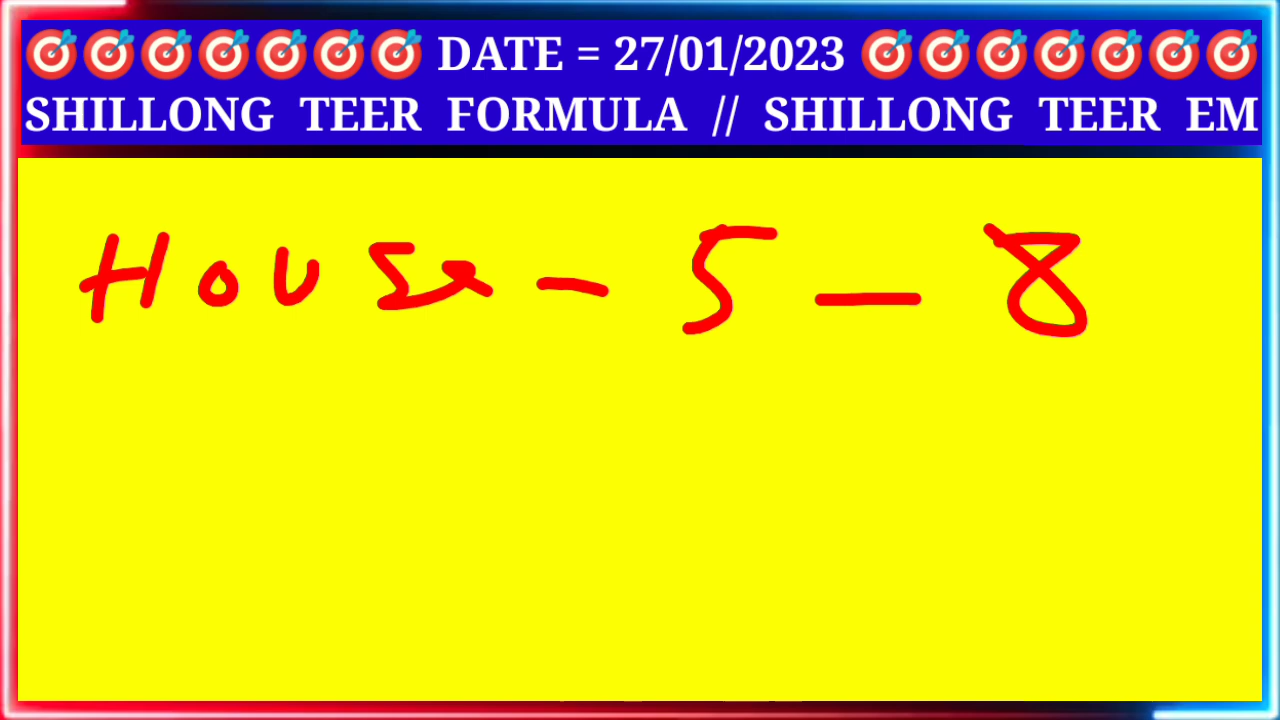 🎯🎯🎯🎯🎯🎯🎯 DATE = 27/01/2023 🎯🎯🎯🎯🎯🎯🎯
SHILLONG TEER FORMULA // SHILLONG TEER EM
House - 5 - 8